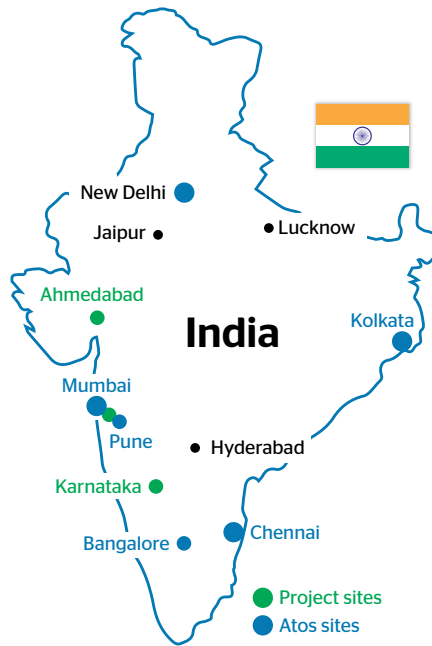 New Delhi
Jaipur
Lucknow
Ahmedabad
India
Kolkata
Mumbai
Pune
Hyderabad
Karnataka
Bangalore
Chennai
Project sites
Atos sites